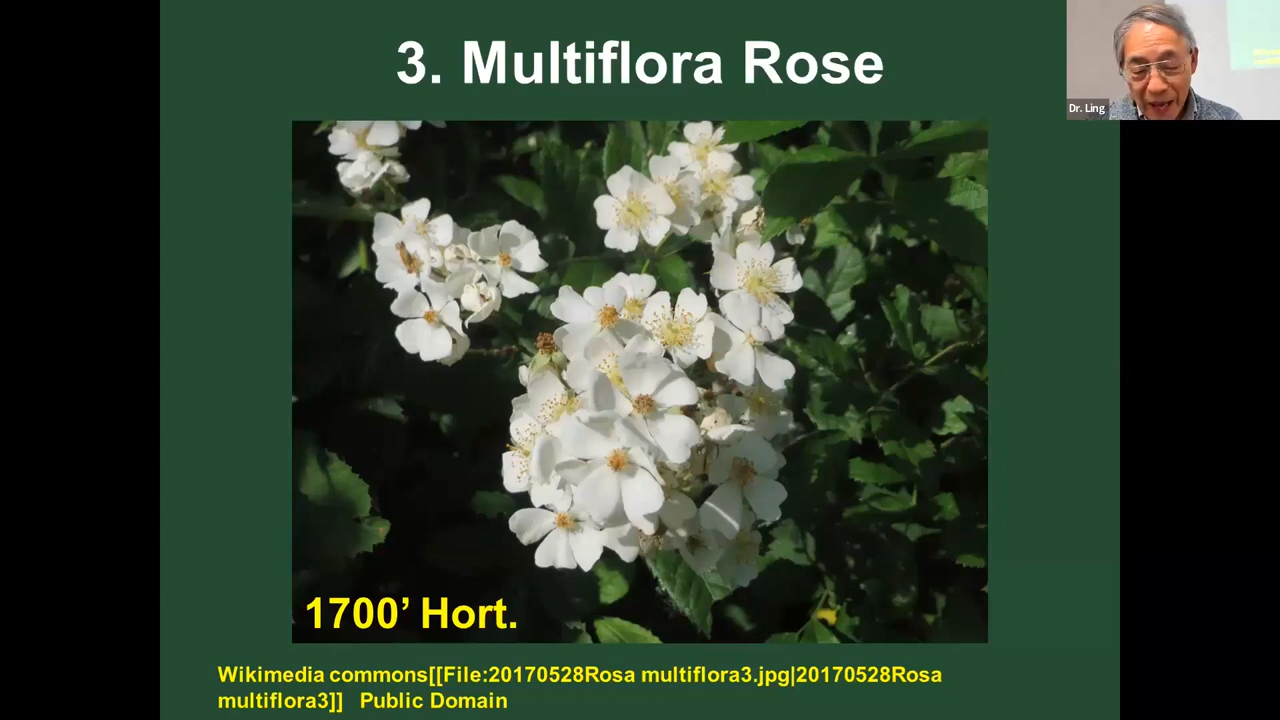 3. Multiflora Rose
Dr. Ling
1700’ Hort.
Wikimedia commons[[File:20170528Rosa multiflora3.jpg|20170528Rosa
multiflora3]] Public Domain